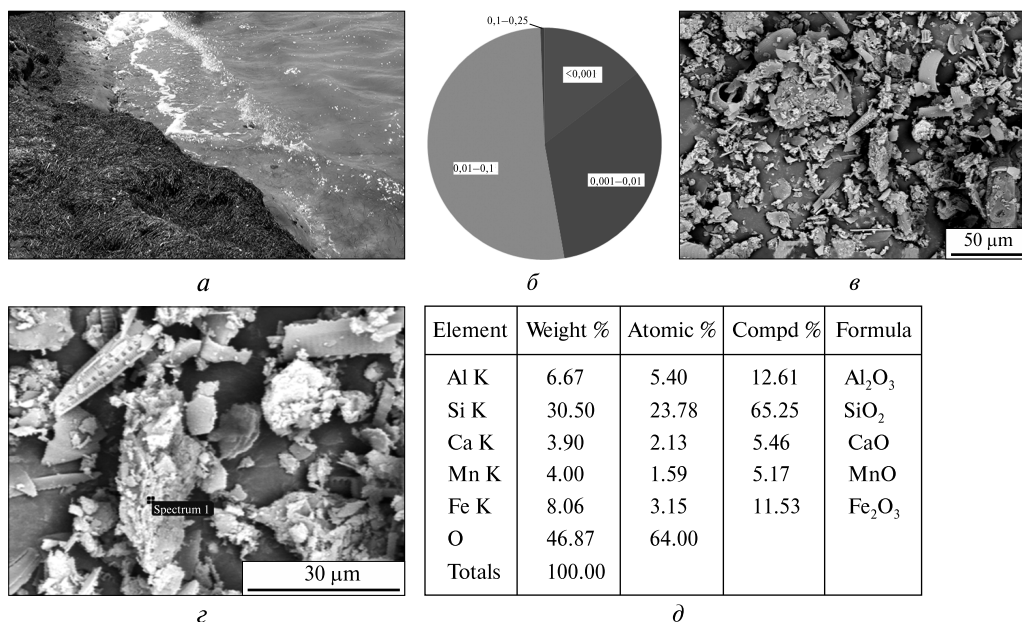 0,1–0,25
<0,001
0,01–0,1
0,001–0,01
50 μm
а
б
в
Spectrum 1
30 μm
г
Element Weight % Atomic % Compd % Formula
Al K 6.67 5.40 12.61 Al₂O₃
Si K 30.50 23.78 65.25 SiO₂
Ca K 3.90 2.13 5.46 CaO
Mn K 4.00 1.59 5.17 MnO
Fe K 8.06 3.15 11.53 Fe₂O₃
O 46.87 64.00
Totals 100.00
д